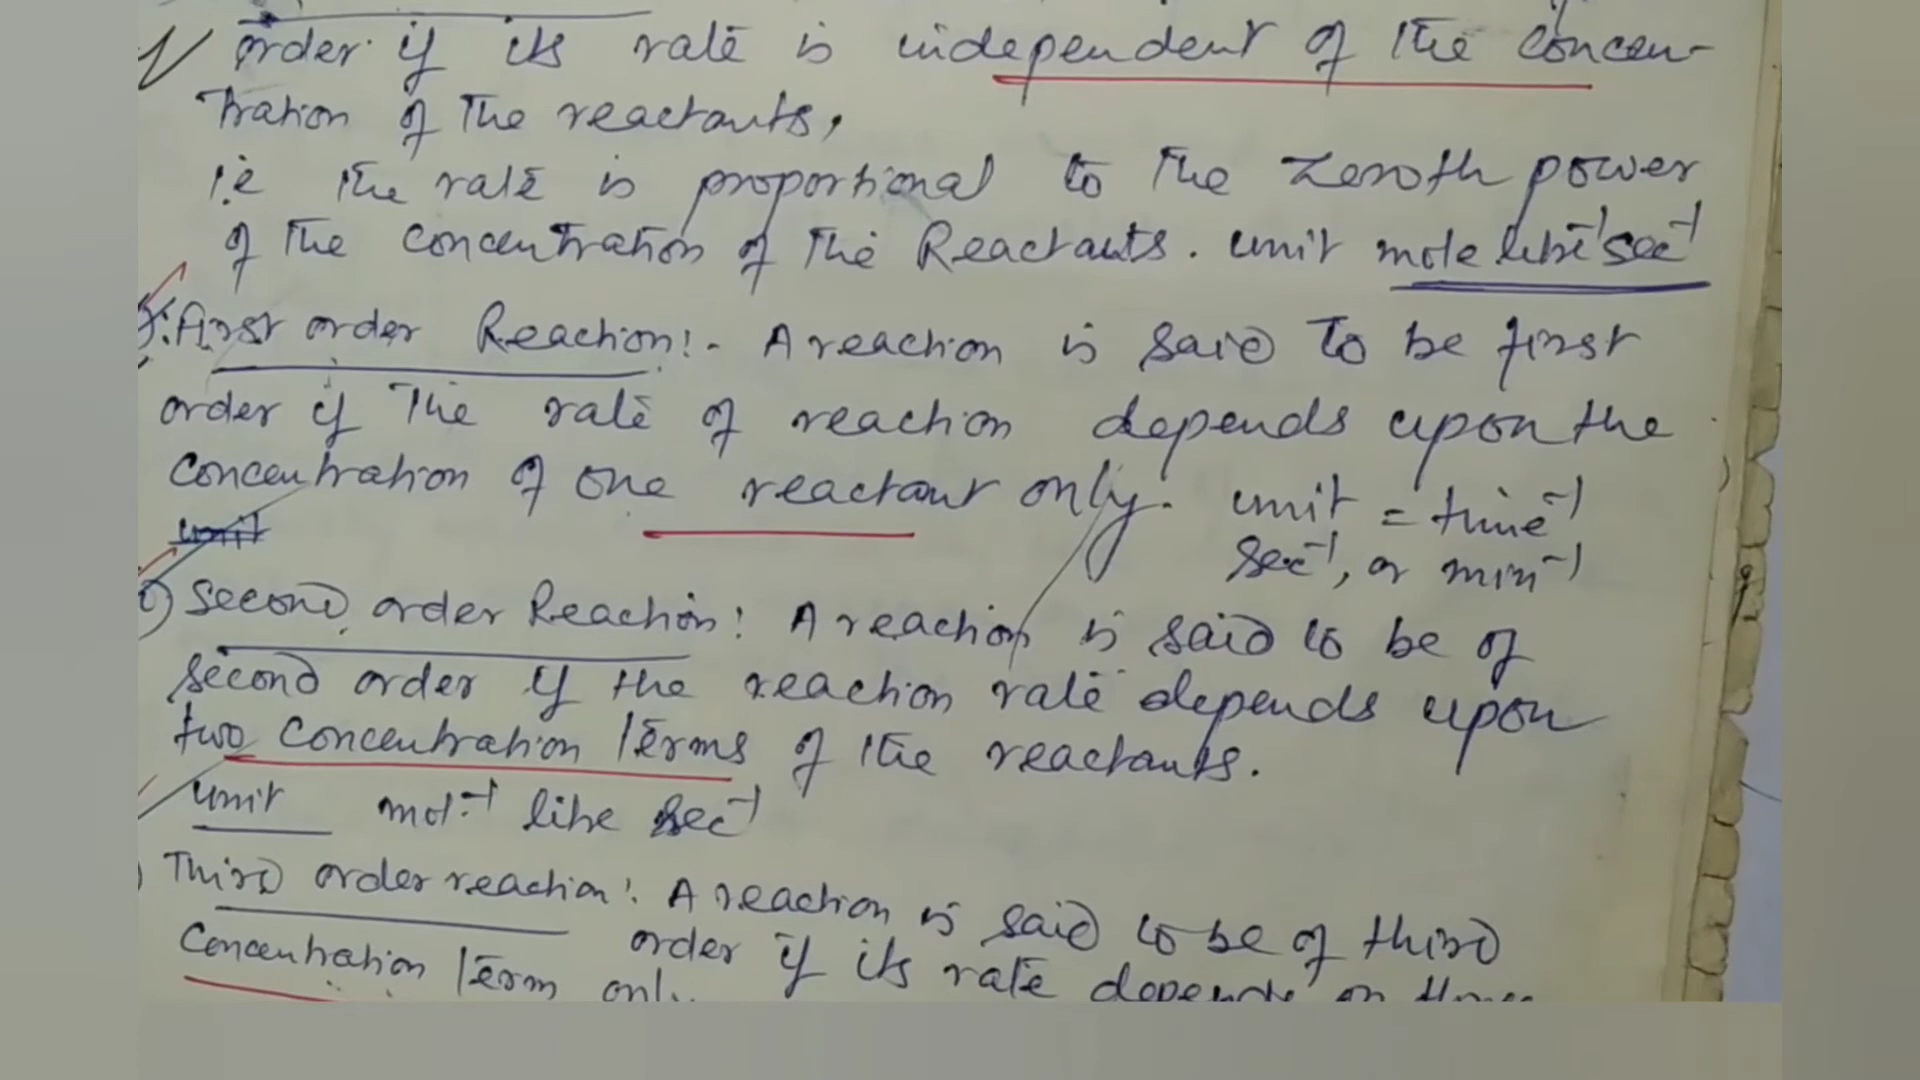 order if its rate is independent of the concen-
tration of the reactants,
i.e the rate is proportional to the Zeroth power
of the concentration of the Reactants. unit mole litre⁻¹ sec⁻¹
First order Reaction:- A reaction is said to be first
order if the rate of reaction depends upon the
concentration of one reactant only. unit = time⁻¹
unit
sec⁻¹, or min⁻¹
Second order Reaction: A reaction is said to be of
second order if the reaction rate depends upon
two concentration terms of the reactants.
unit mol⁻¹ litre sec⁻¹
Third order reaction: A reaction is said to be of third
order if its rate depends on three
concentration term only